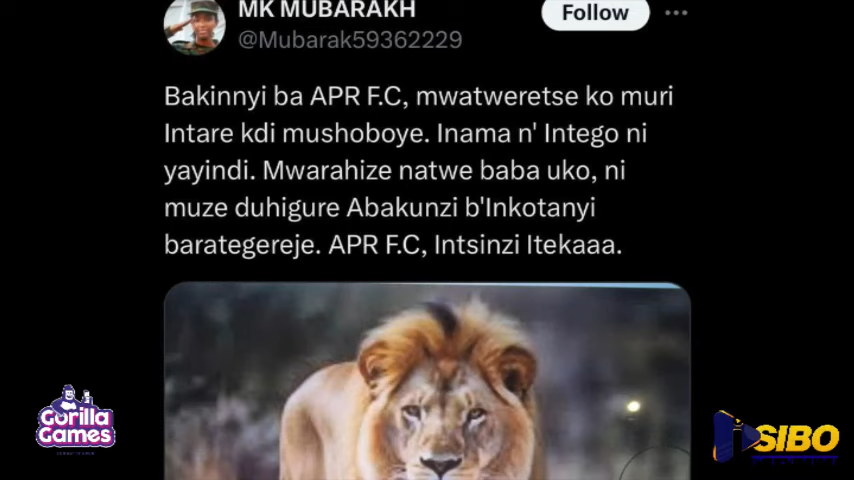 MK MUBARAKH
Follow
@Mubarak59362229
Bakinnyi ba APR F.C, mwatweretse ko muri
Intare kdi mushoboye. Inama n' Intego ni
yayindi. Mwarahize natwe baba uko, ni
muze duhigure Abakunzi b'Inkotanyi
barategereje. APR F.C, Intsinzi Itekaaa.
Gorilla
Games
ISIBO